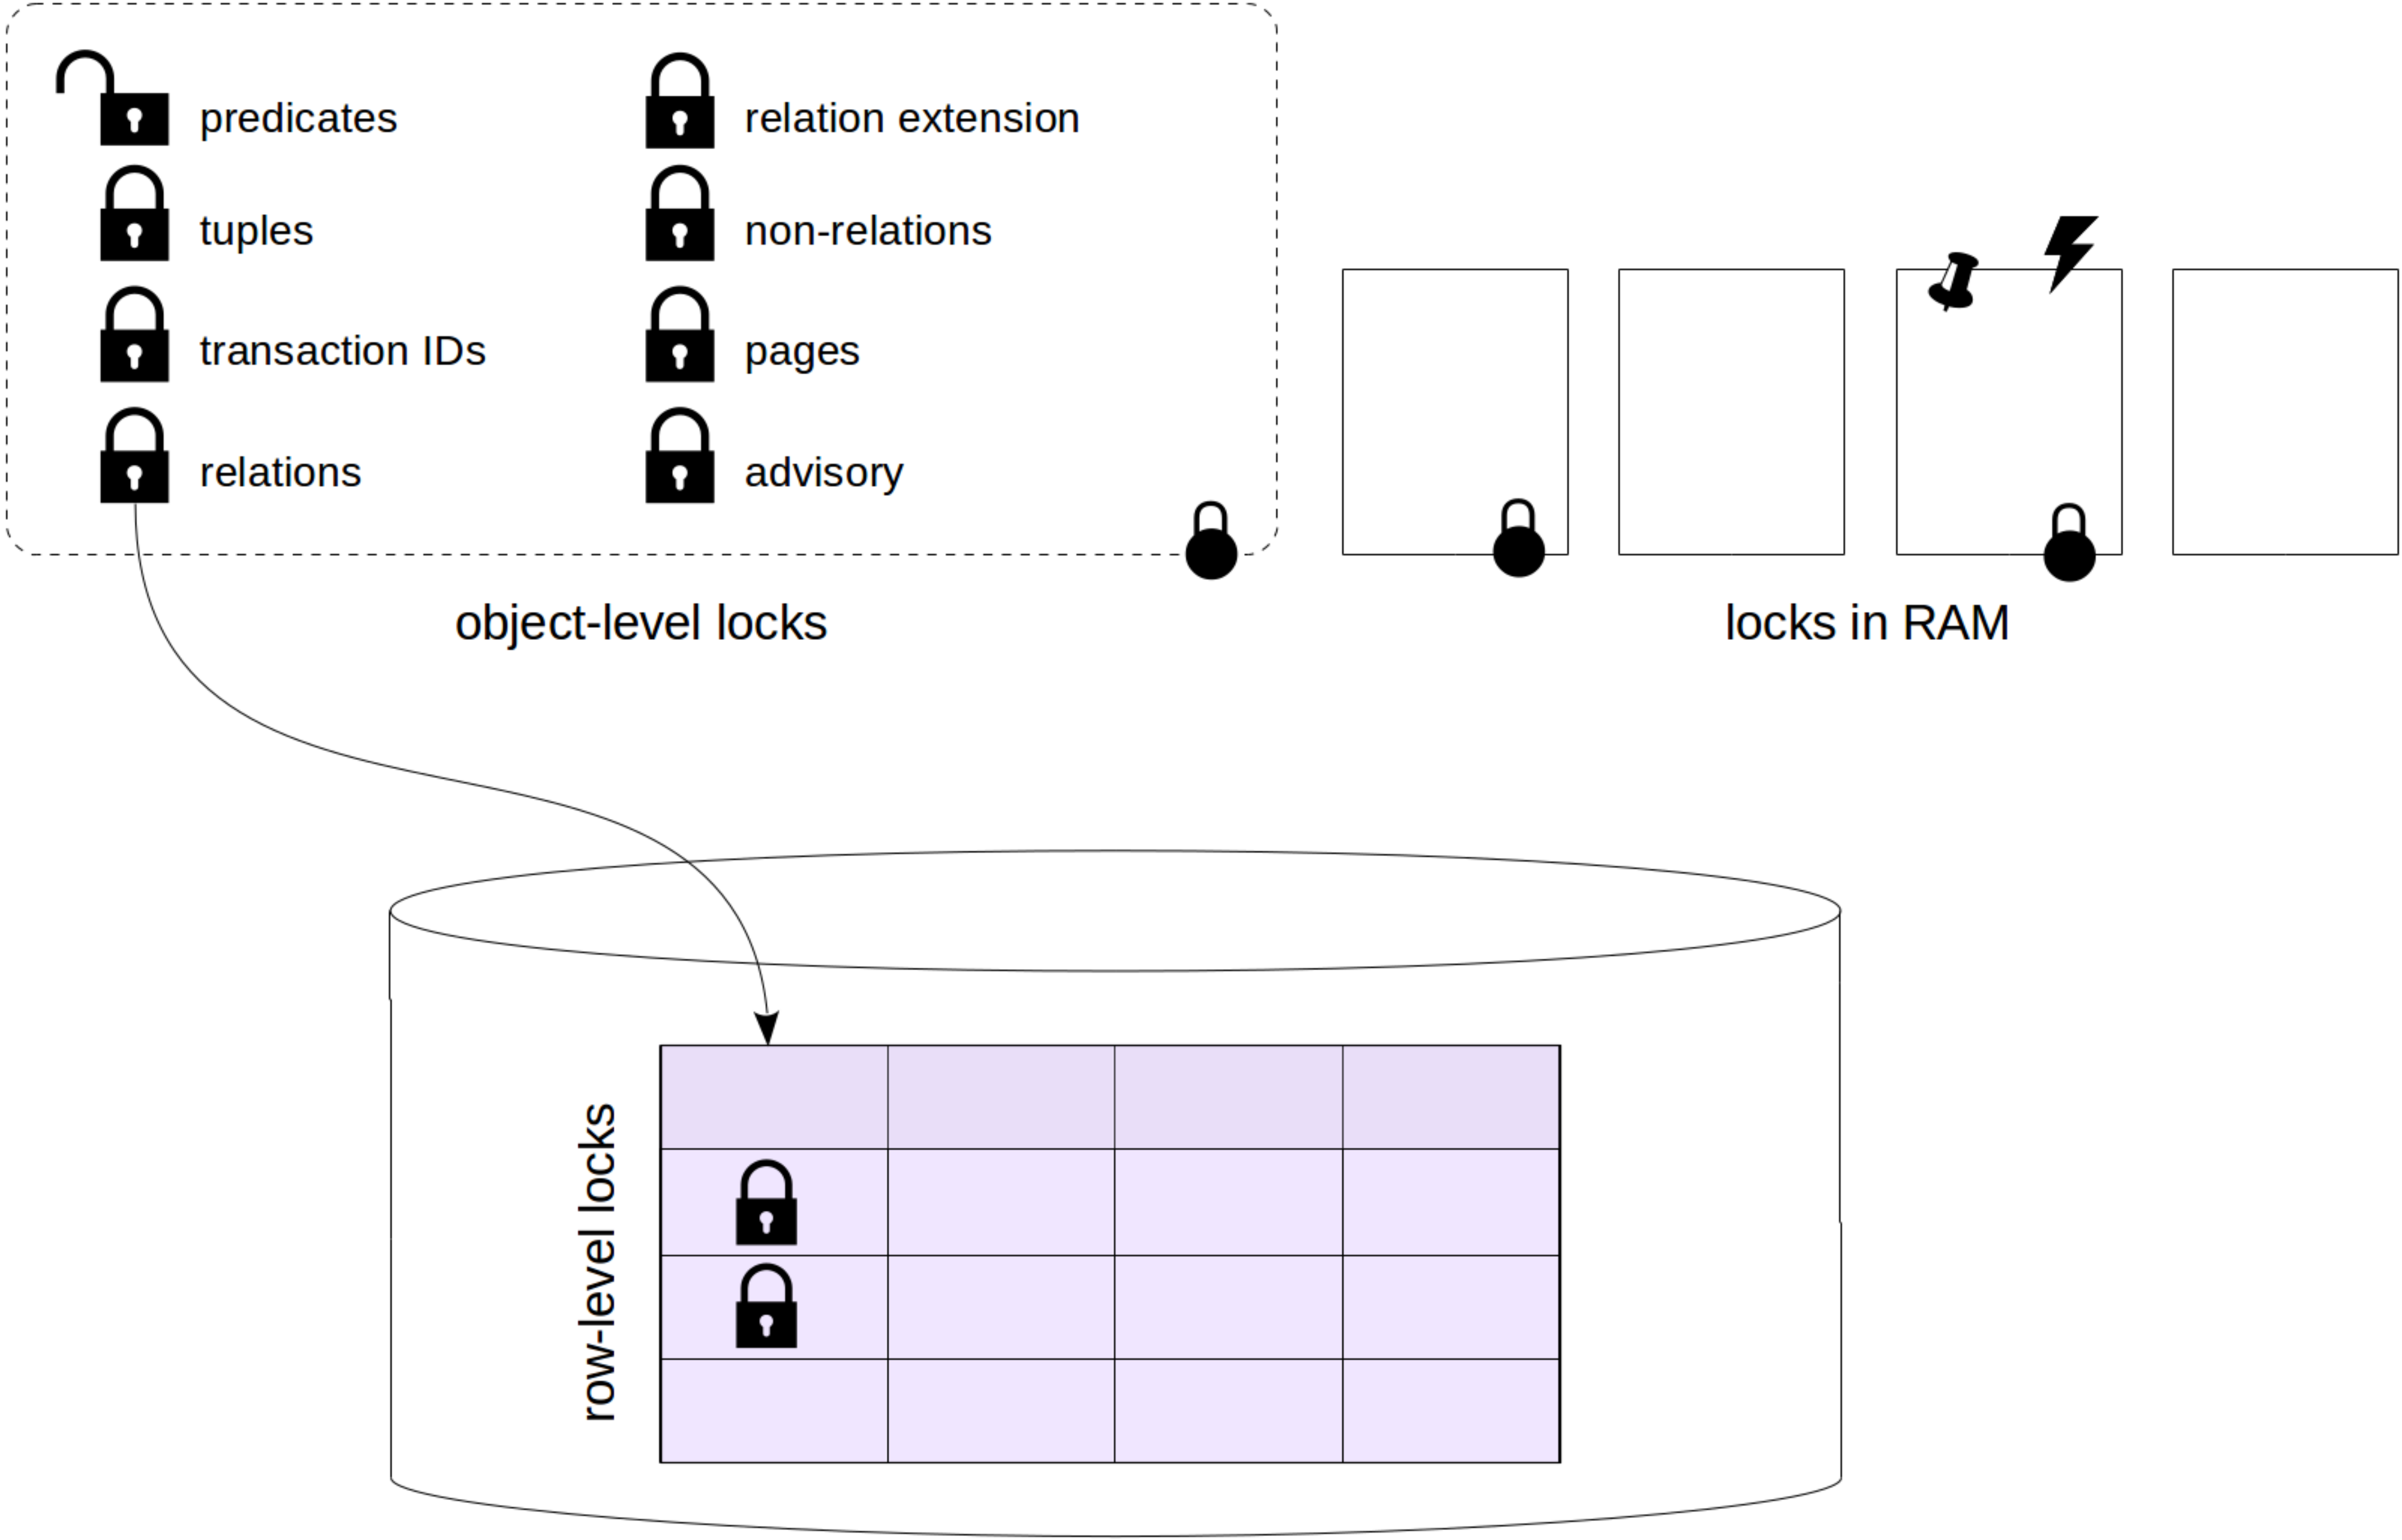 predicates
tuples
transaction IDs
relations
relation extension
non-relations
pages
advisory
object-level locks
locks in RAM
row-level locks